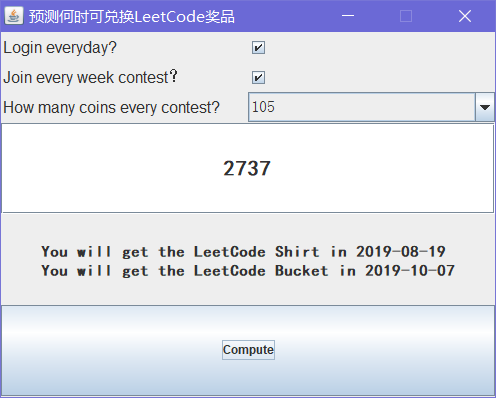 预测何时可兑换LeetCode奖品
Login everyday?
Join every week contest?
How many coins every contest? 105
2737
You will get the LeetCode Shirt in 2019-08-19
You will get the LeetCode Bucket in 2019-10-07
Compute